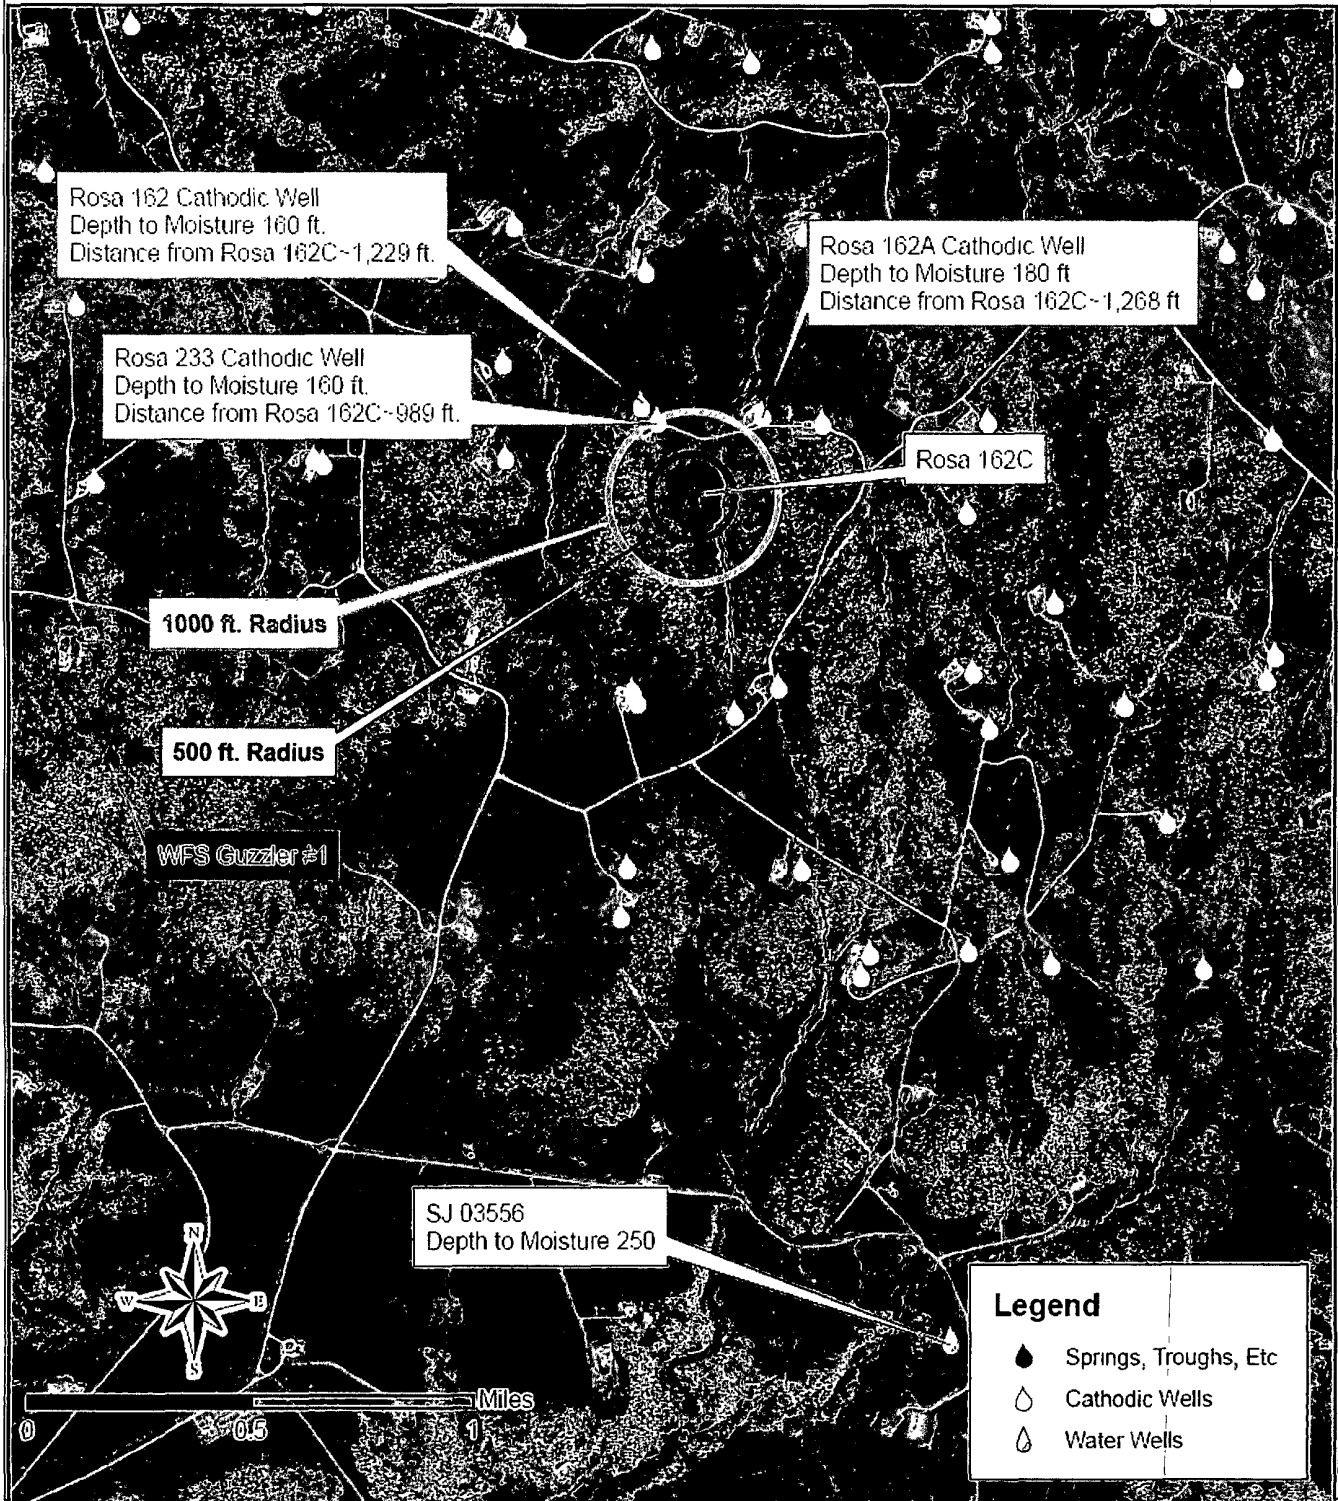 Rosa 162 Cathodic Well
Depth to Moisture 160 ft.
Distance from Rosa 162C~1,229 ft.
Rosa 162A Cathodic Well
Depth to Moisture 180 ft
Distance from Rosa 162C~1,268 ft
Rosa 233 Cathodic Well
Depth to Moisture 160 ft.
Distance from Rosa 162C~989 ft.
Rosa 162C
1000 ft. Radius
500 ft. Radius
WFS Guzzler #1
SJ 03556
Depth to Moisture 250
N
W
E
S
Miles
0
0.5
1
Legend
Springs, Troughs, Etc
Cathodic Wells
Water Wells